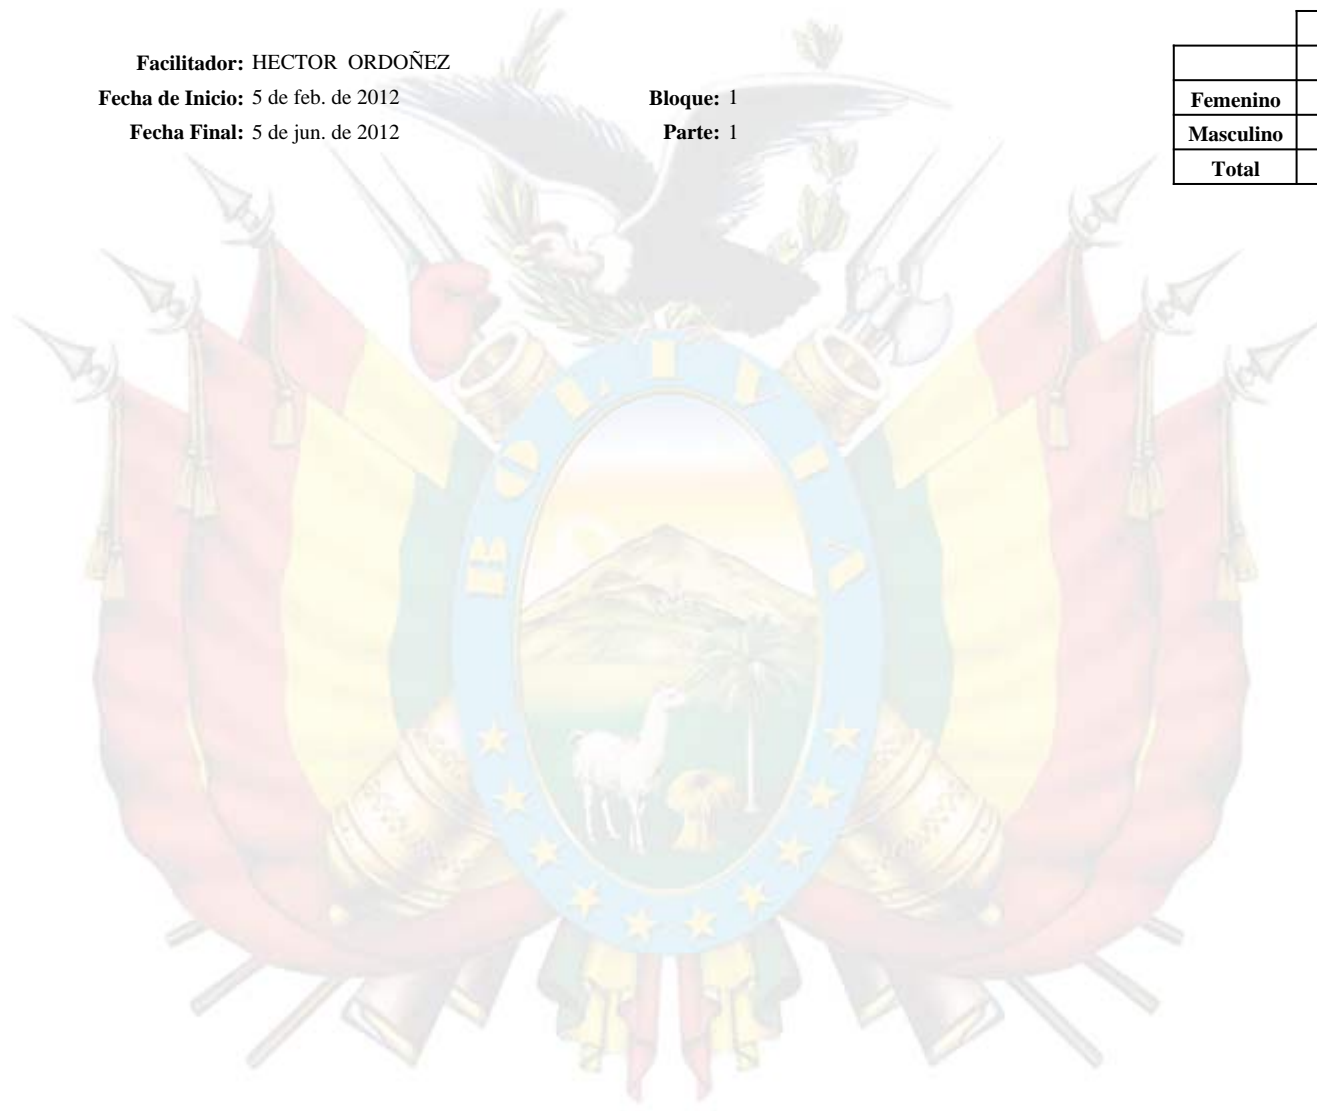 Facilitador: HECTOR ORDOÑEZ
Fecha de Inicio: 5 de feb. de 2012
Bloque: 1
Fecha Final: 5 de jun. de 2012
Parte: 1
Femenino
Masculino
Total
BOLIVIA